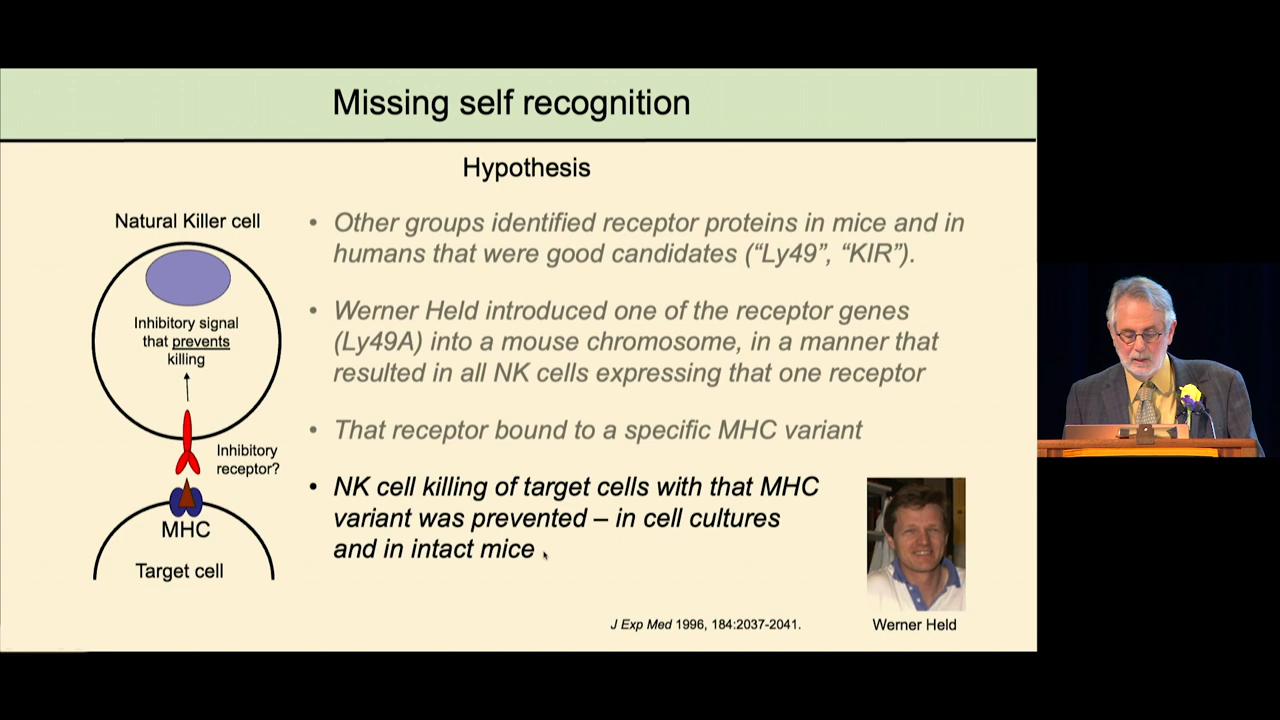 Missing self recognition
Hypothesis
Natural Killer cell
Inhibitory signal
that prevents
killing
Inhibitory
receptor?
MHC
Target cell
• Other groups identified receptor proteins in mice and in
humans that were good candidates (“Ly49”, “KIR”).
• Werner Held introduced one of the receptor genes
(Ly49A) into a mouse chromosome, in a manner that
resulted in all NK cells expressing that one receptor
• That receptor bound to a specific MHC variant
• NK cell killing of target cells with that MHC
variant was prevented – in cell cultures
and in intact mice
J Exp Med 1996, 184:2037-2041.
Werner Held